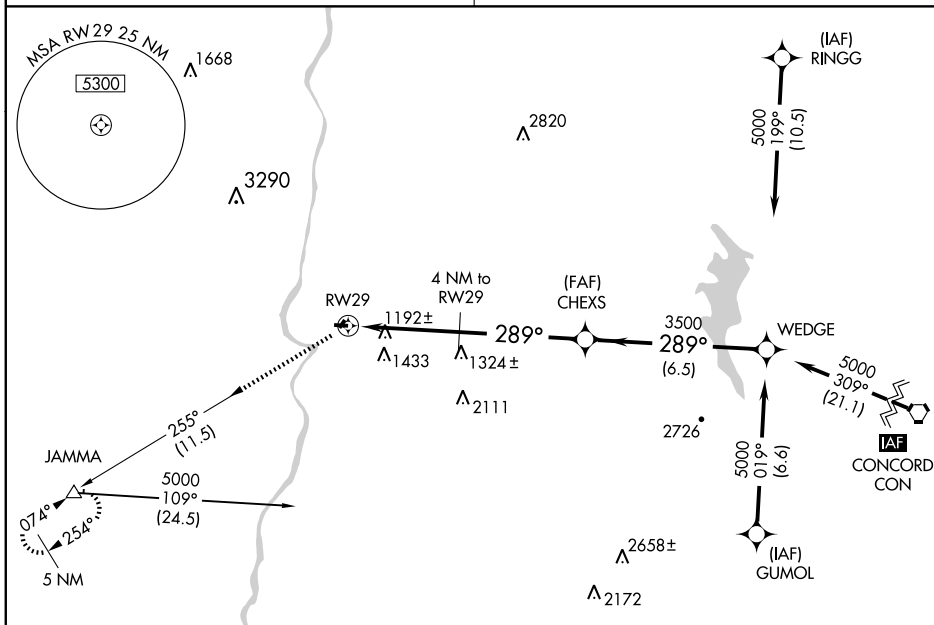 MSA RW 29 25 NM
5300
1668
(IAF)
RINGG
5000
199°
(10.5)
2820
3290
4 NM to
RW29
(FAF)
CHEXS
RW29
1192±
289°
3500
289°
(6.5)
WEDGE
1433
1324±
2111
5000
309°
(21.1)
IAF
CONCORD
CON
2726
5000
019°
(6.6)
255°
(11.5)
JAMMA
5000
109°
(24.5)
074°
254°
5 NM
2658±
2172
(IAF)
GUMOL